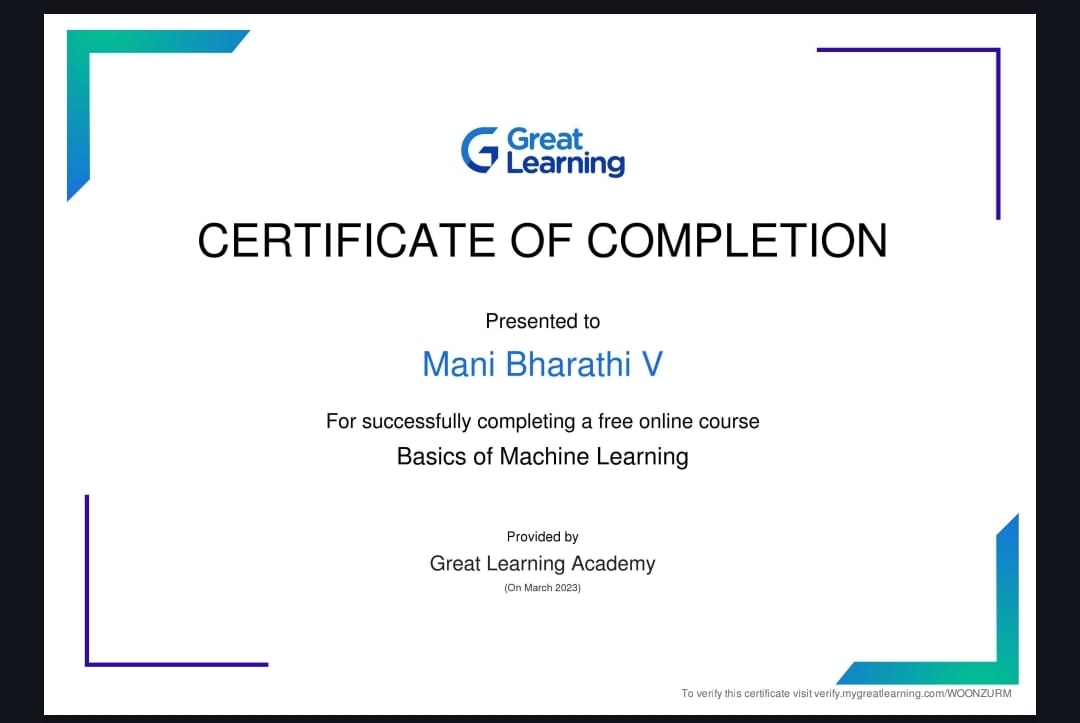 Great
Learning
CERTIFICATE OF COMPLETION
Presented to
Mani Bharathi V
For successfully completing a free online course
Basics of Machine Learning
Provided by
Great Learning Academy
(On March 2023)
To verify this certificate visit verify.mygreatlearning.com/WOONZURM